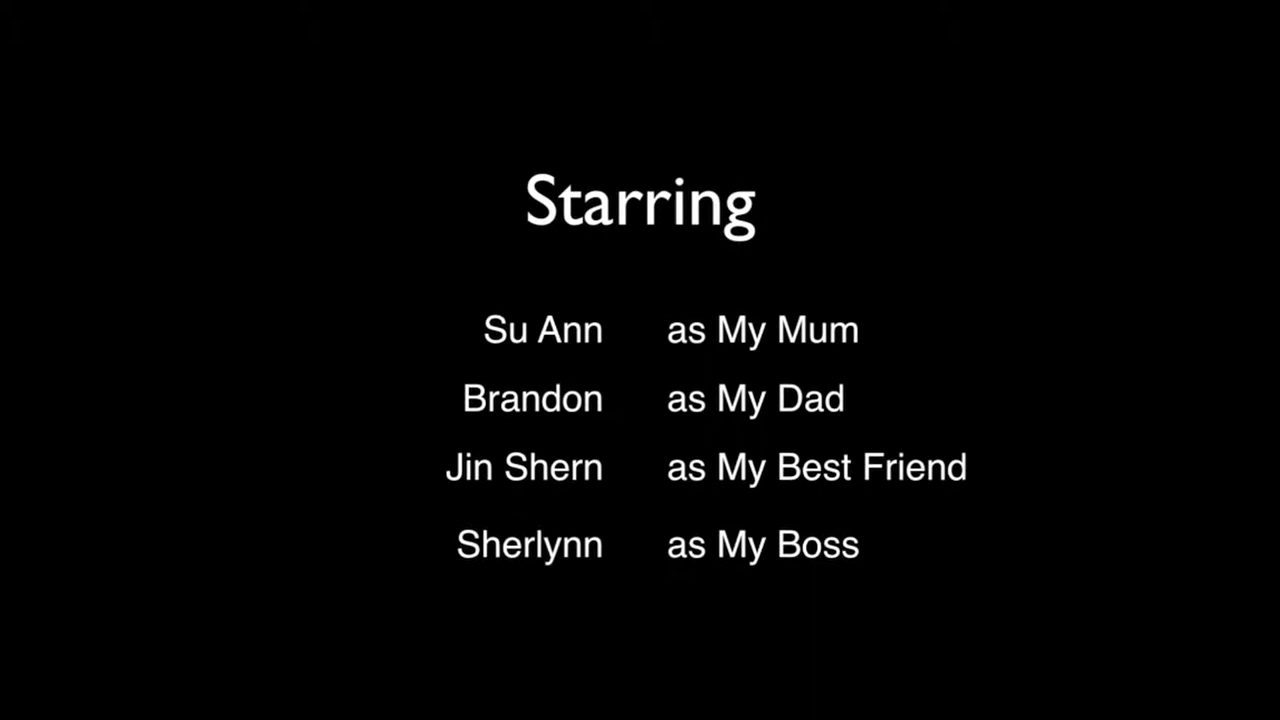 Starring
Su Ann as My Mum
Brandon as My Dad
Jin Shern as My Best Friend
Sherlynn as My Boss